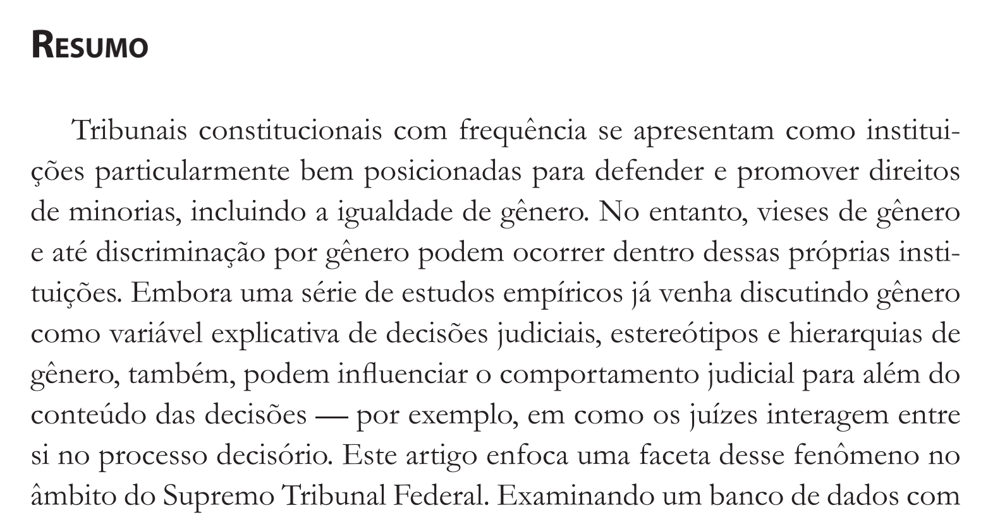 RESUMO
Tribunais constitucionais com frequência se apresentam como institui-
ções particularmente bem posicionadas para defender e promover direitos
de minorias, incluindo a igualdade de gênero. No entanto, vieses de gênero
e até discriminação por gênero podem ocorrer dentro dessas próprias insti-
tuições. Embora uma série de estudos empíricos já venha discutindo gênero
como variável explicativa de decisões judiciais, estereótipos e hierarquias de
gênero, também, podem influenciar o comportamento judicial para além do
conteúdo das decisões — por exemplo, em como os juízes interagem entre
si no processo decisório. Este artigo enfoca uma faceta desse fenômeno no
âmbito do Supremo Tribunal Federal. Examinando um banco de dados com